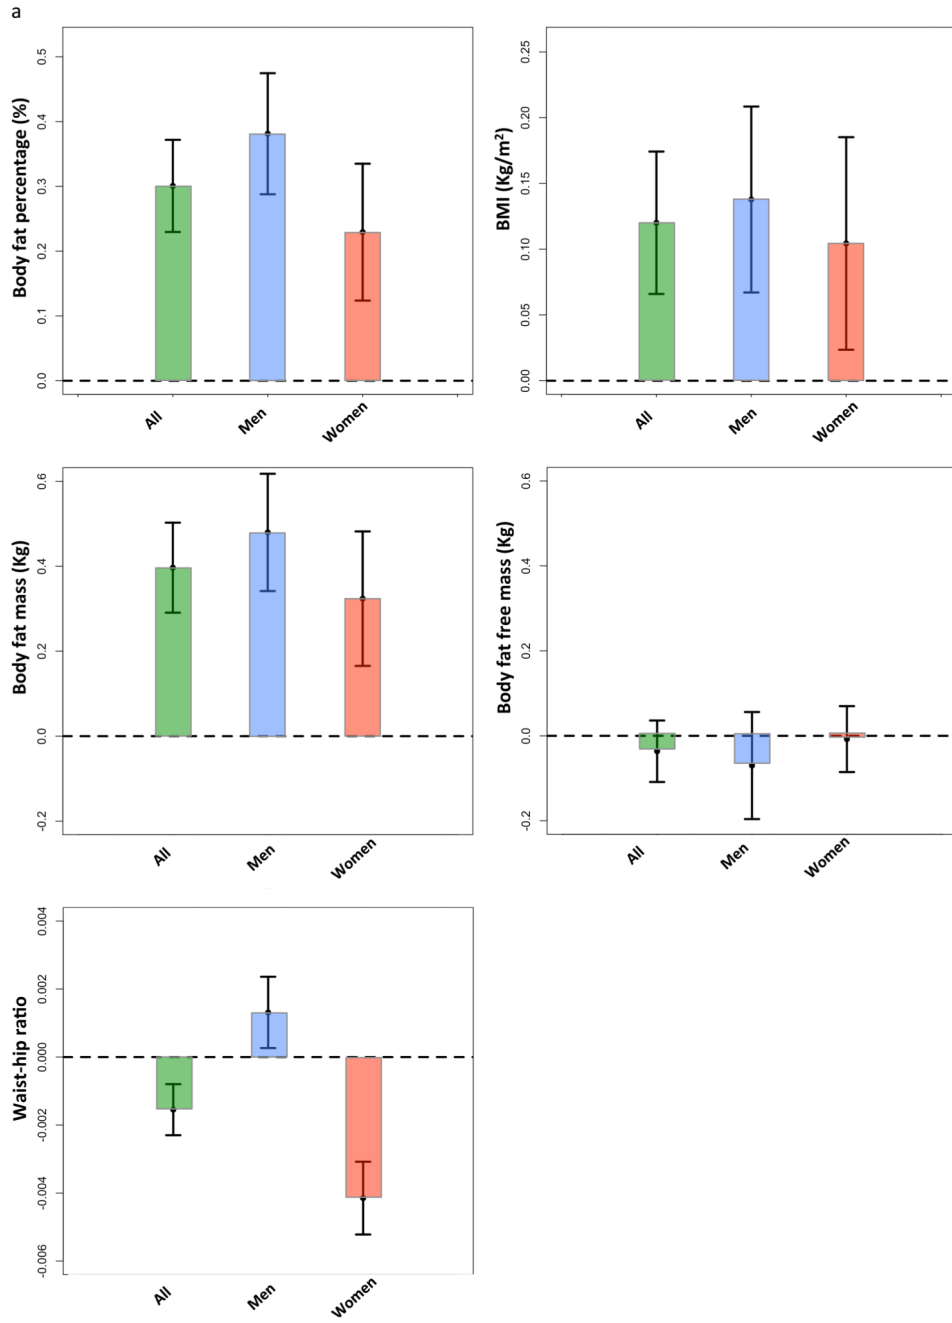 a
Body fat percentage (%)
0.5
0.4
0.3
0.2
0.1
0.0
All
Men
Women
BMI (Kg/m²)
0.25
0.20
0.15
0.10
0.05
0.00
All
Men
Women
Body fat mass (Kg)
0.6
0.4
0.2
0.0
-0.2
All
Men
Women
Body fat free mass (Kg)
0.6
0.4
0.2
0.0
-0.2
All
Men
Women
Waist-hip ratio
0.004
0.002
0.000
-0.002
-0.004
-0.006
All
Men
Women